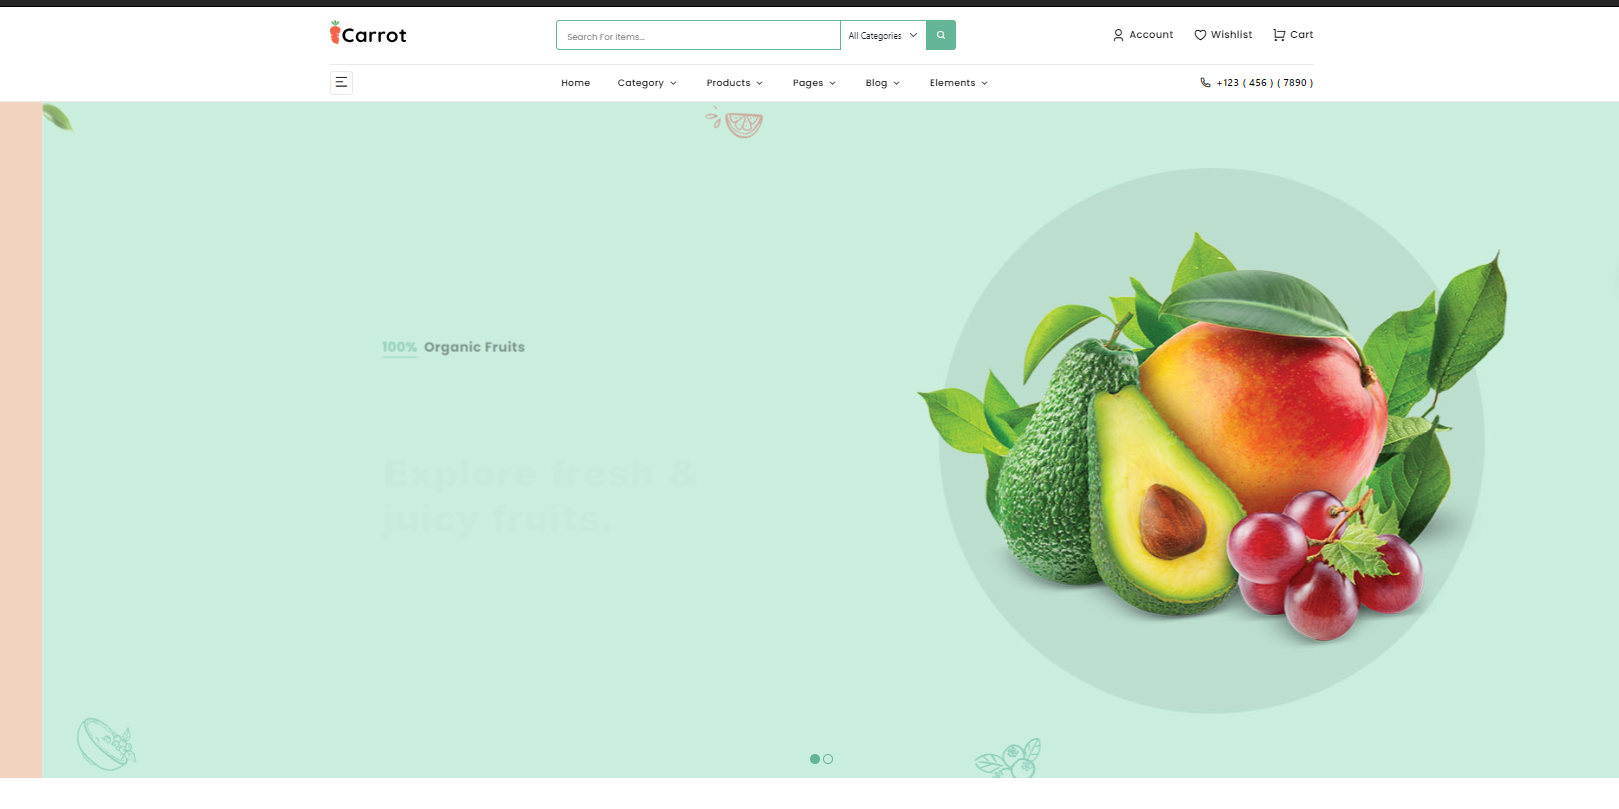 Carrot
Search For items...
All Categories
Account
Wishlist
Cart
Home
Category
Products
Pages
Blog
Elements
+123 ( 456 ) ( 7890 )
100% Organic Fruits
Explore fresh &
juicy fruits.